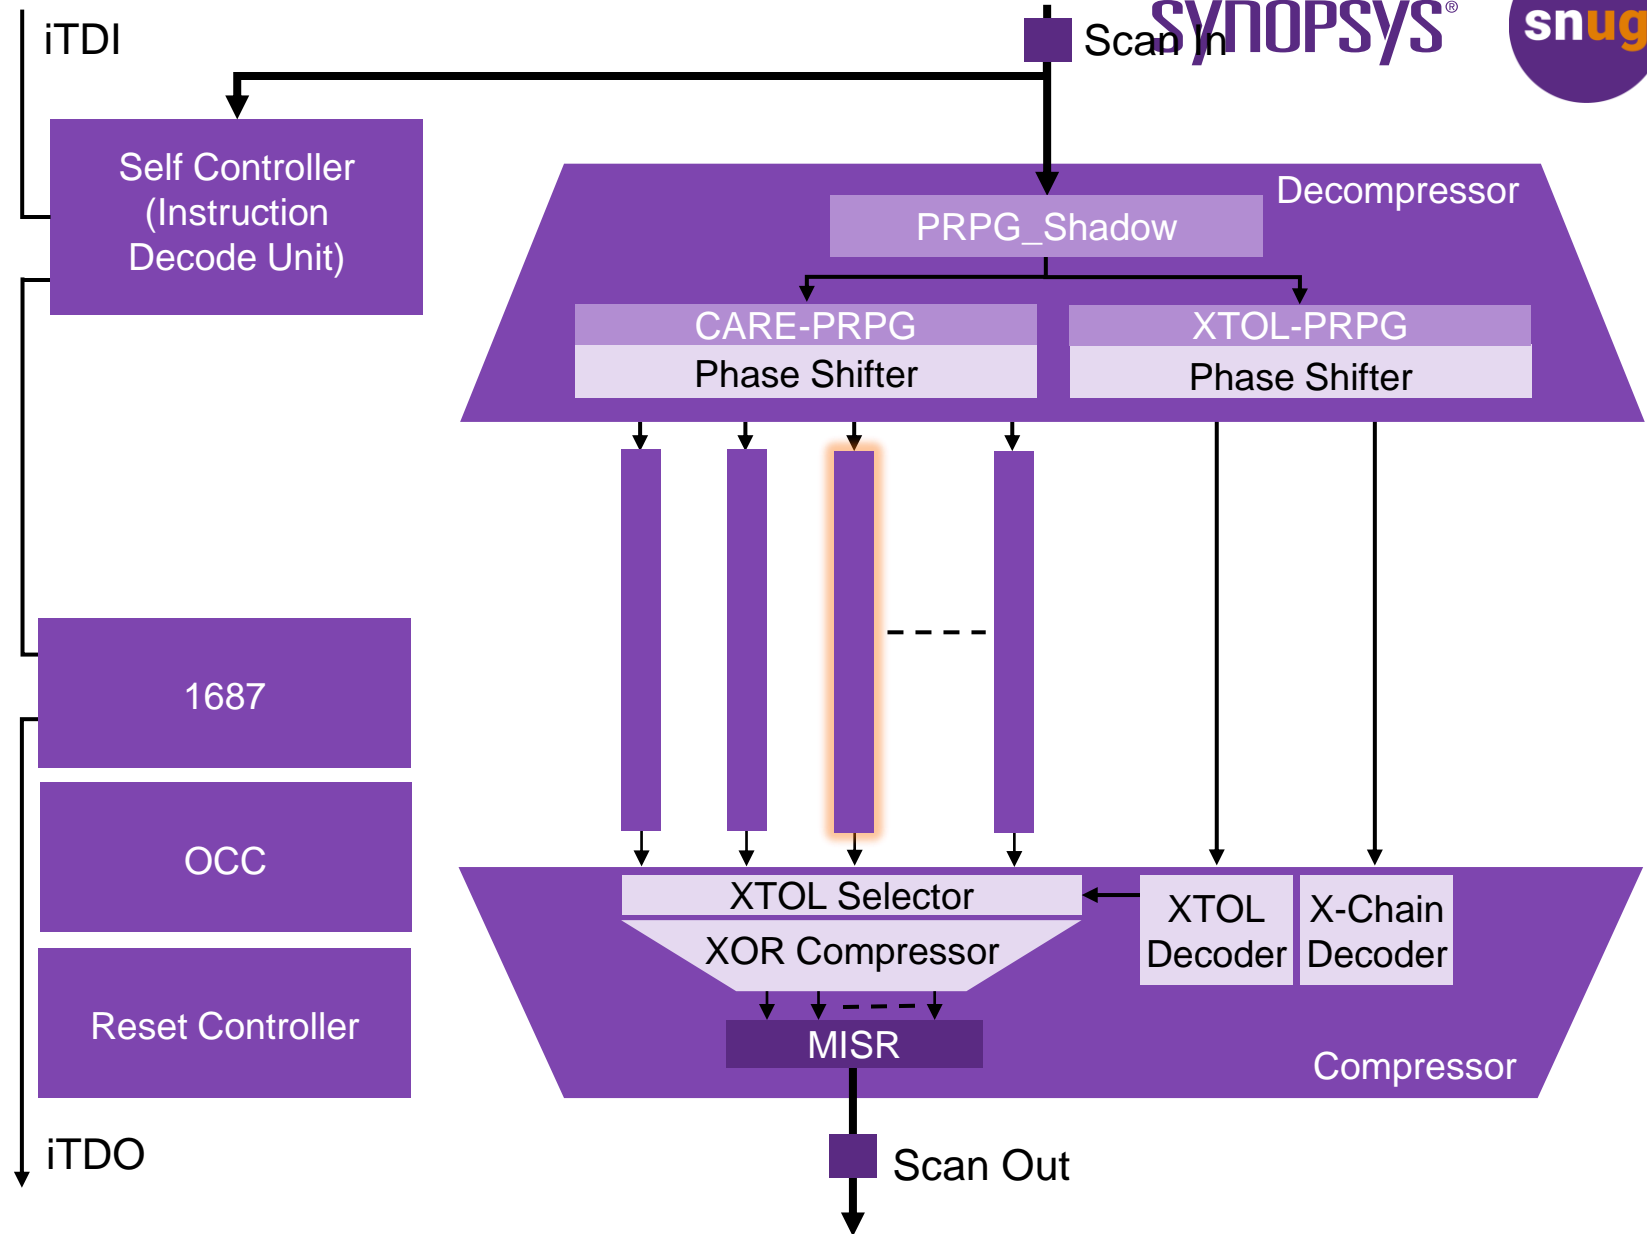 iTDI
Scan In
SYNOPSYS®
snug
Self Controller
(Instruction
Decode Unit)
Decompressor
PRPG_Shadow
CARE-PRPG
XTOL-PRPG
Phase Shifter
Phase Shifter
1687
OCC
Reset Controller
XTOL Selector
XOR Compressor
XTOL
Decoder
X-Chain
Decoder
MISR
Compressor
iTDO
Scan Out